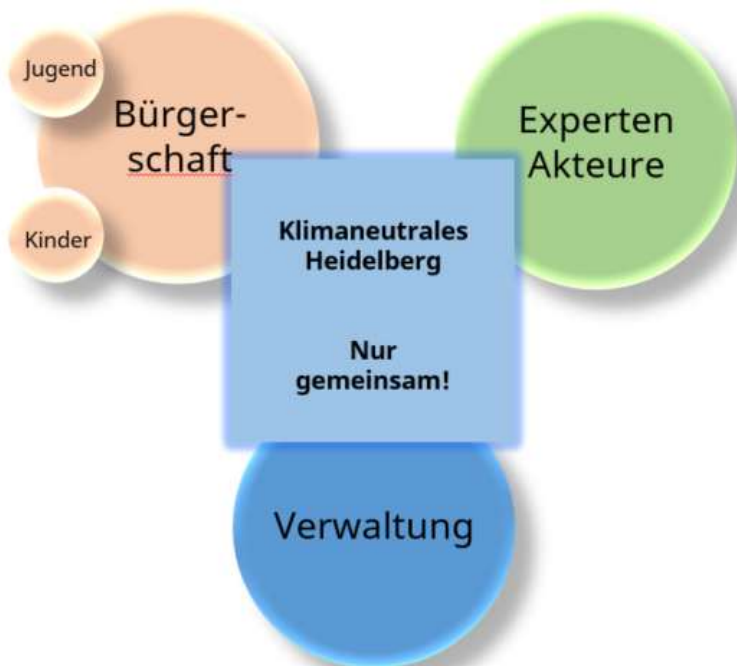 Jugend
Bürger-
schaft
Kinder
Experten
Akteure
Klimaneutrales
Heidelberg
Nur
gemeinsam!
Verwaltung